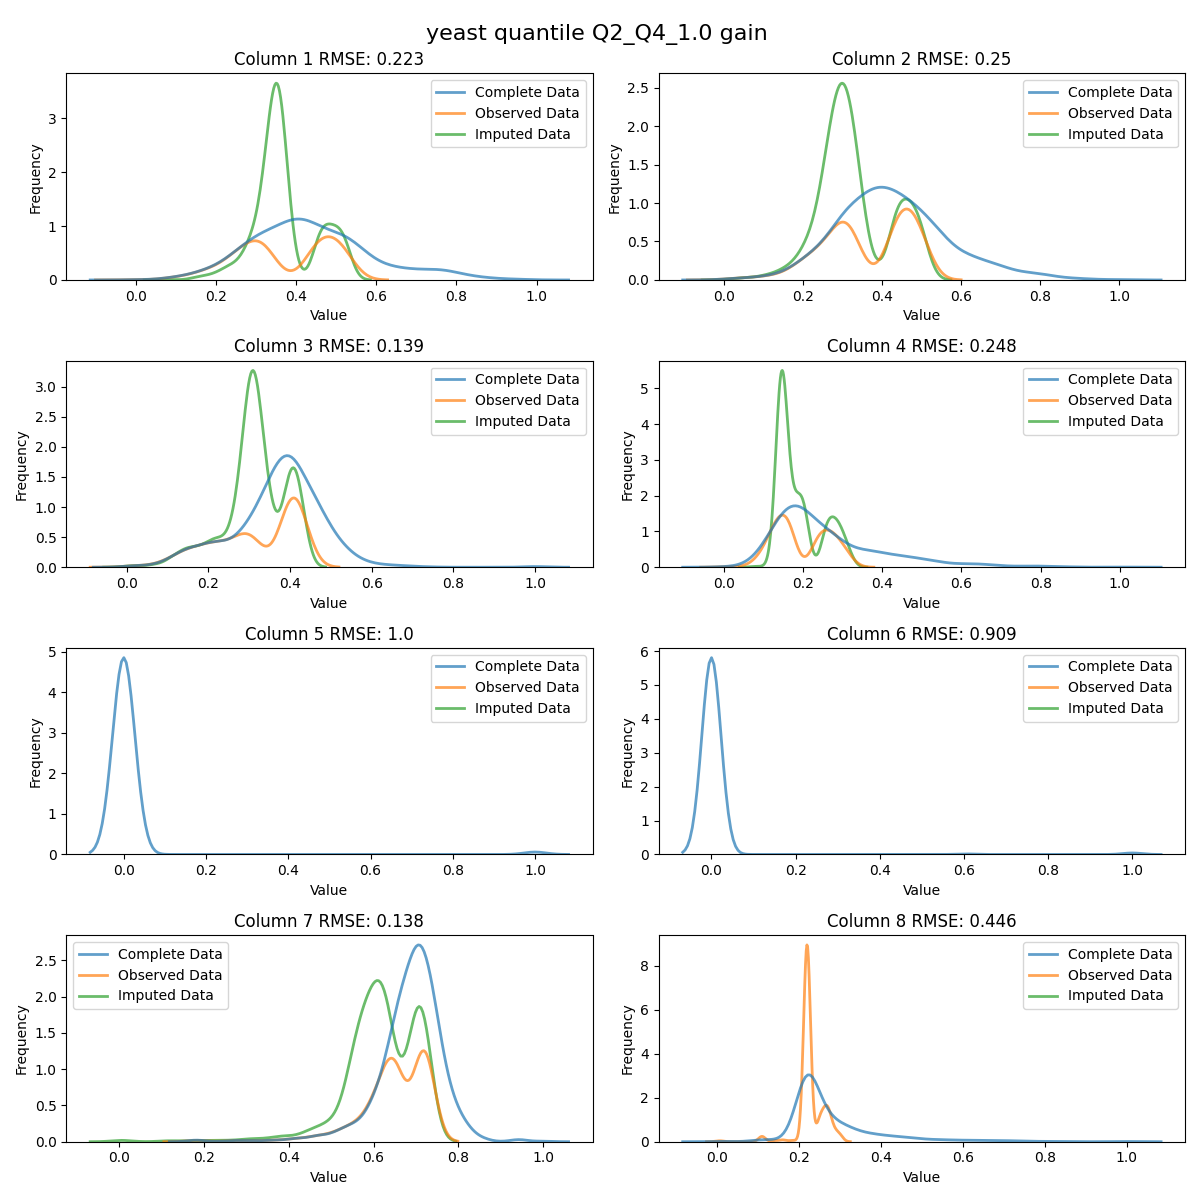 yeast quantile Q2_Q4_1.0 gain
Column 1 RMSE: 0.223
Frequency
3
2
1
0
0.0 0.2 0.4 0.6 0.8 1.0
Value
Complete Data
Observed Data
Imputed Data
Column 2 RMSE: 0.25
Frequency
2.5
2.0
1.5
1.0
0.5
0.0
0.0 0.2 0.4 0.6 0.8 1.0
Value
Complete Data
Observed Data
Imputed Data
Column 3 RMSE: 0.139
Frequency
3.0
2.5
2.0
1.5
1.0
0.5
0.0
0.0 0.2 0.4 0.6 0.8 1.0
Value
Complete Data
Observed Data
Imputed Data
Column 4 RMSE: 0.248
Frequency
5
4
3
2
1
0
0.0 0.2 0.4 0.6 0.8 1.0
Value
Complete Data
Observed Data
Imputed Data
Column 5 RMSE: 1.0
Frequency
5
4
3
2
1
0
0.0 0.2 0.4 0.6 0.8 1.0
Value
Complete Data
Observed Data
Imputed Data
Column 6 RMSE: 0.909
Frequency
6
5
4
3
2
1
0
0.0 0.2 0.4 0.6 0.8 1.0
Value
Complete Data
Observed Data
Imputed Data
Column 7 RMSE: 0.138
Frequency
2.5
2.0
1.5
1.0
0.5
0.0
0.0 0.2 0.4 0.6 0.8 1.0
Value
Complete Data
Observed Data
Imputed Data
Column 8 RMSE: 0.446
Frequency
8
6
4
2
0
0.0 0.2 0.4 0.6 0.8 1.0
Value
Complete Data
Observed Data
Imputed Data